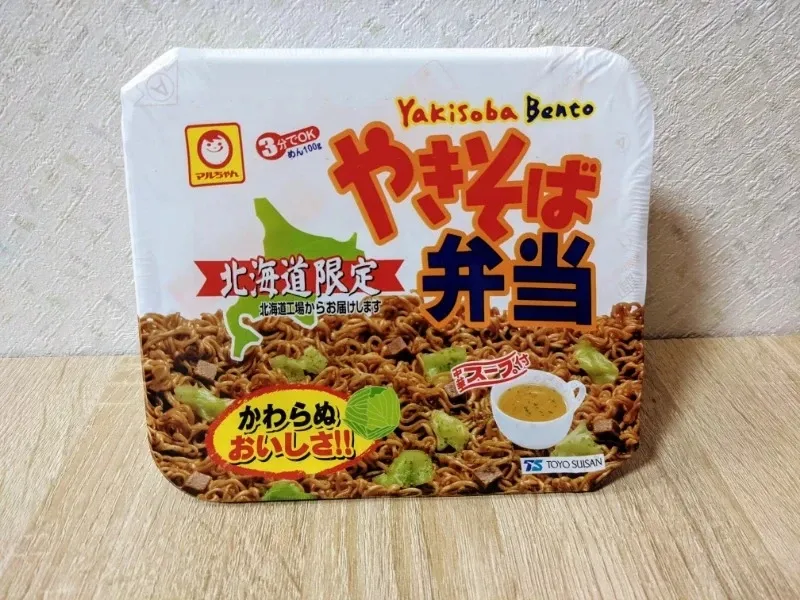 Yakisoba Bento
マルちゃん
3分でOK
めん100g
やきそば
弁当
北海道限定
北海道工場からお届けします
中華スープ付
かわらぬ
おいしさ!!
TS TOYO SUISAN